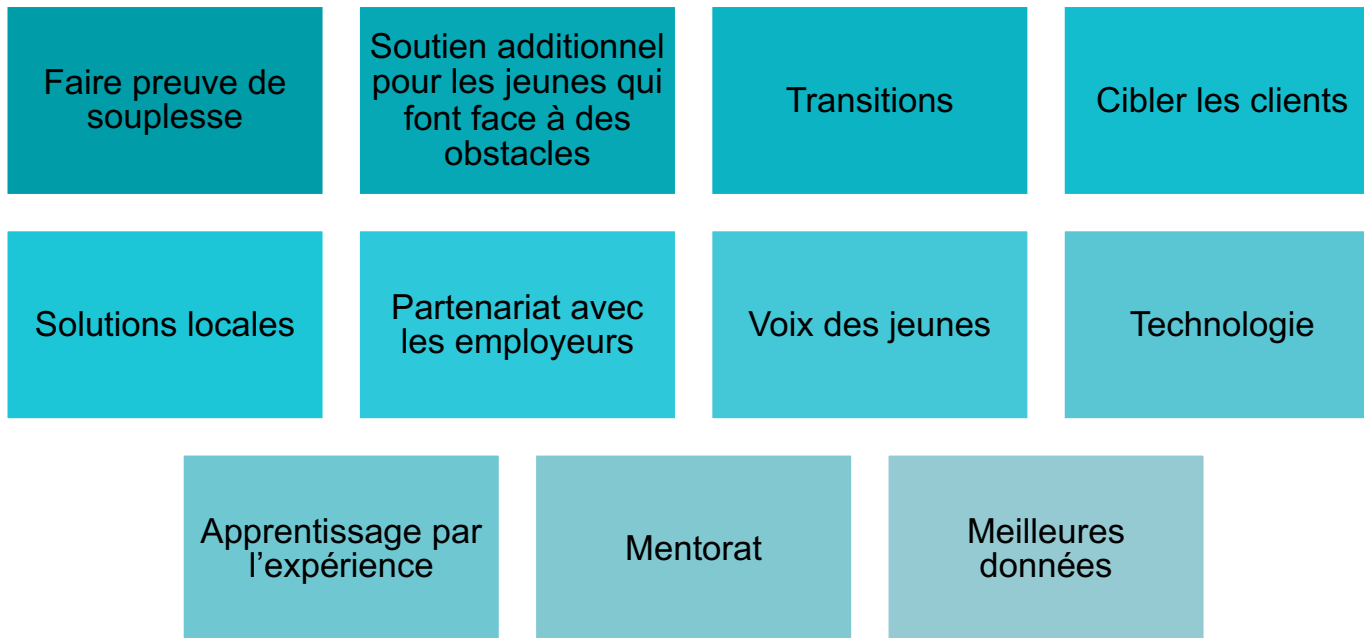 Faire preuve de
souplesse
Soutien additionnel
pour les jeunes qui
font face à des
obstacles
Transitions
Cibler les clients
Solutions locales
Partenariat avec
les employeurs
Voix des jeunes
Technologie
Apprentissage par
l’expérience
Mentorat
Meilleures
données